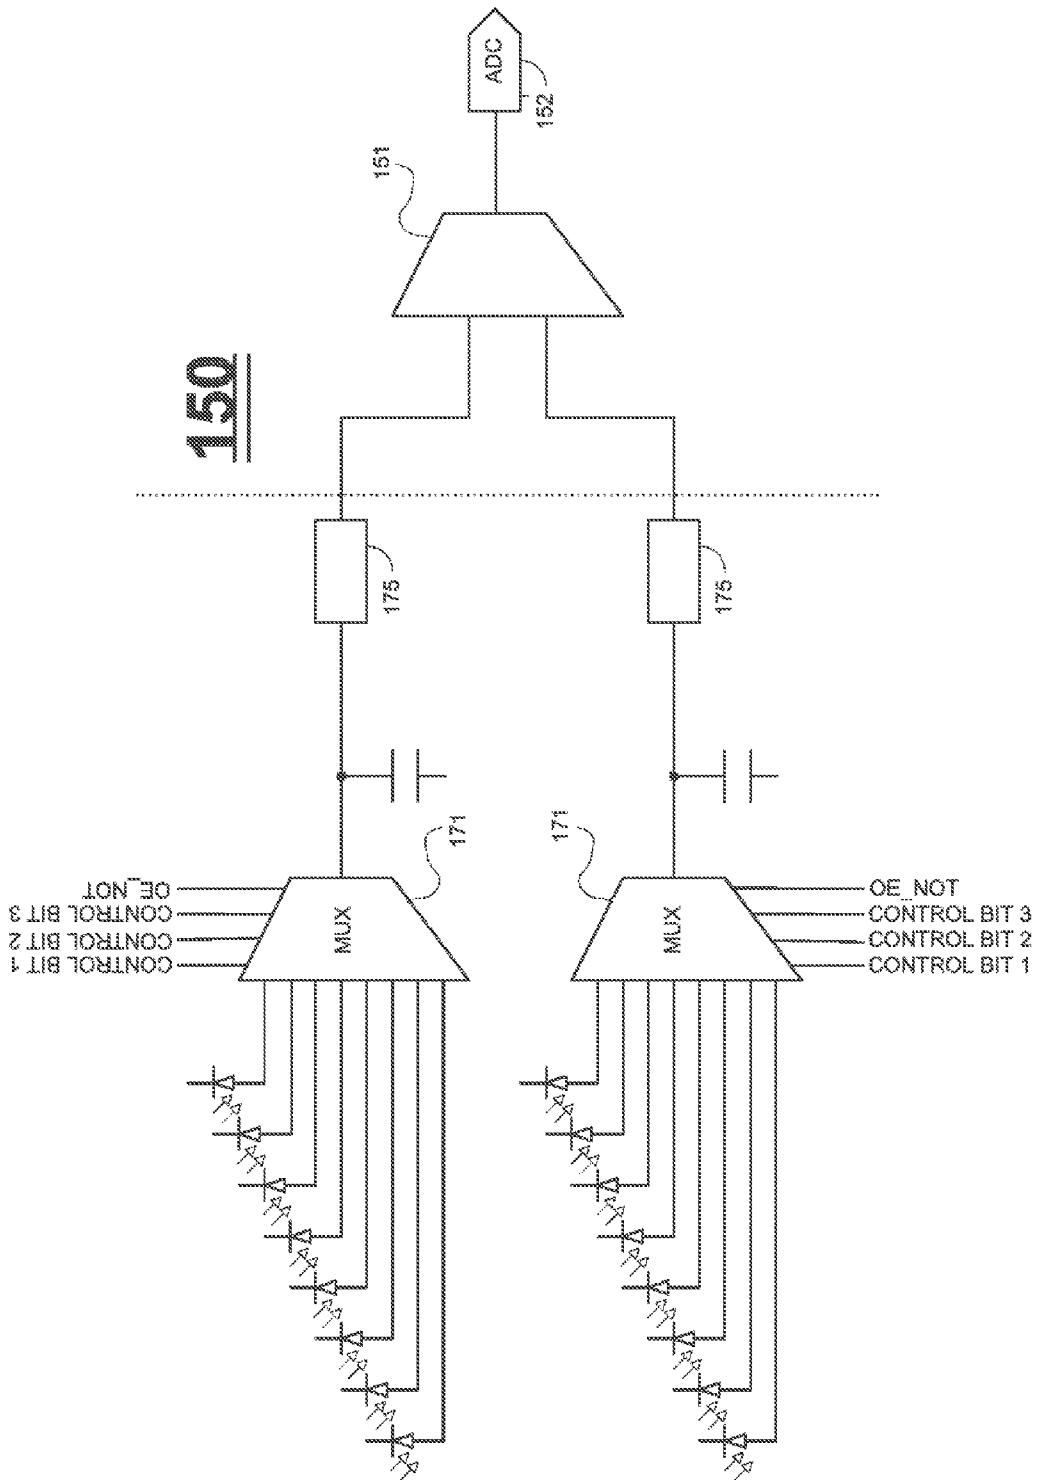 150
ADC
152
151
175
175
171
171
OE_NOT
CONTROL BIT 3
CONTROL BIT 2
CONTROL BIT 1
MUX
MUX
OE_NOT
CONTROL BIT 3
CONTROL BIT 2
CONTROL BIT 1